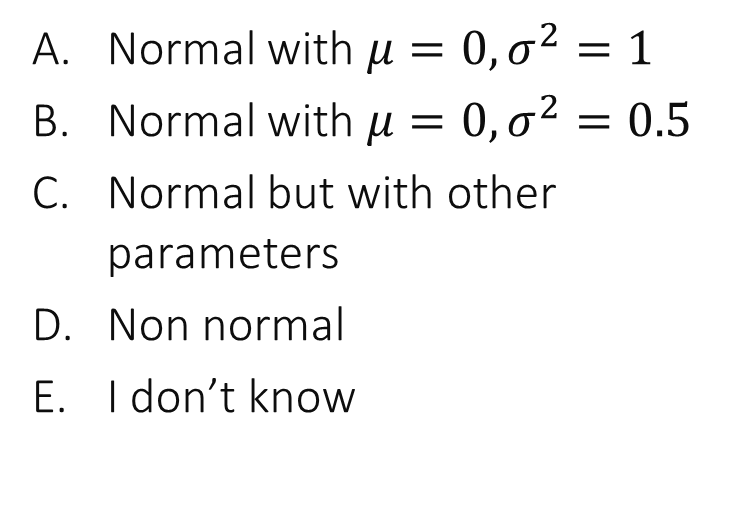 A. Normal with 𝜇 = 0, 𝜎² = 1
B. Normal with 𝜇 = 0, 𝜎² = 0.5
C. Normal but with other
parameters
D. Non normal
E. I don’t know